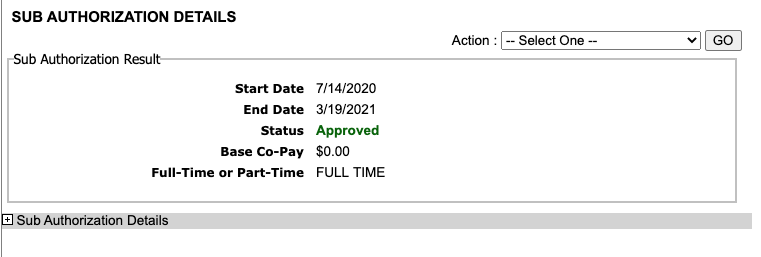 SUB AUTHORIZATION DETAILS
Action : -- Select One -- GO
Sub Authorization Result
Start Date 7/14/2020
End Date 3/19/2021
Status Approved
Base Co-Pay $0.00
Full-Time or Part-Time FULL TIME
Sub Authorization Details